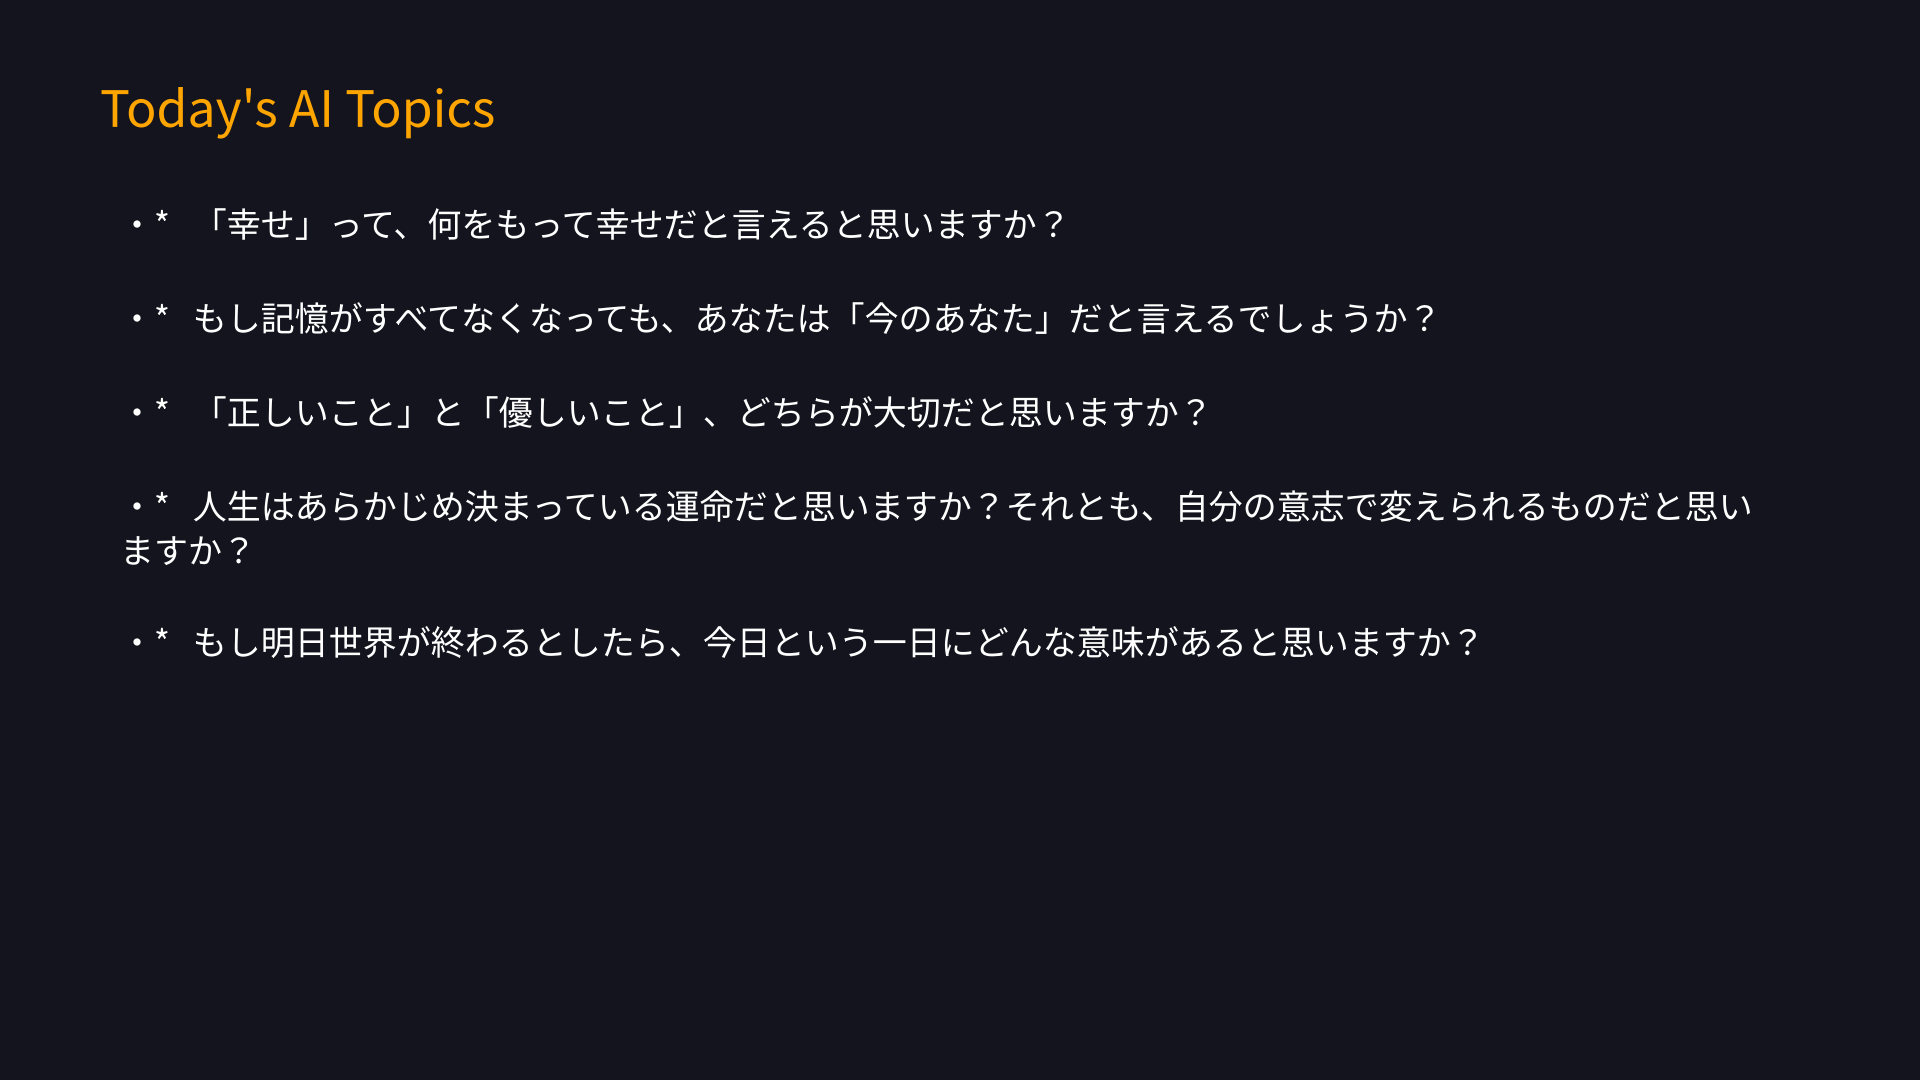 Today's AI Topics
・* 「幸せ」って、何をもって幸せだと言えると思いますか？
・* もし記憶がすべてなくなっても、あなたは「今のあなた」だと言えるでしょうか？
・* 「正しいこと」と「優しいこと」、どちらが大切だと思いますか？
・* 人生はあらかじめ決まっている運命だと思いますか？それとも、自分の意志で変えられるものだと思い
ますか？
・* もし明日世界が終わるとしたら、今日という一日にどんな意味があると思いますか？